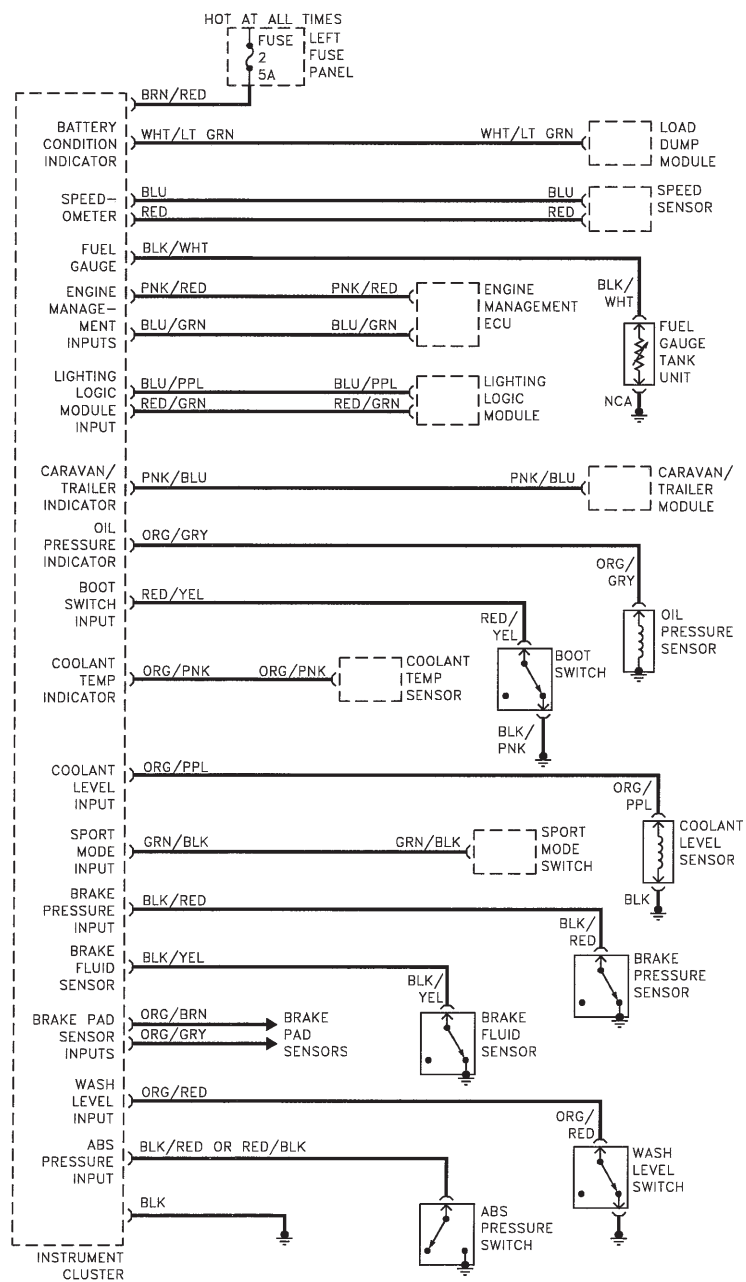 HOT AT ALL TIMES
FUSE
2
5A
LEFT
FUSE
PANEL
BRN/RED
BATTERY
CONDITION
INDICATOR
WHT/LT GRN
WHT/LT GRN
LOAD
DUMP
MODULE
SPEED-
OMETER
BLU
RED
BLU
RED
SPEED
SENSOR
FUEL
GAUGE
BLK/WHT
BLK/
WHT
FUEL
GAUGE
TANK
UNIT
NCA
ENGINE
MANAGE-
MENT
INPUTS
PNK/RED
BLU/GRN
PNK/RED
BLU/GRN
ENGINE
MANAGEMENT
ECU
LIGHTING
LOGIC
MODULE
INPUT
BLU/PPL
RED/GRN
BLU/PPL
RED/GRN
LIGHTING
LOGIC
MODULE
CARAVAN/
TRAILER
INDICATOR
PNK/BLU
PNK/BLU
CARAVAN/
TRAILER
MODULE
OIL
PRESSURE
INDICATOR
ORG/GRY
ORG/
GRY
OIL
PRESSURE
SENSOR
BOOT
SWITCH
INPUT
RED/YEL
RED/
YEL
BOOT
SWITCH
BLK/
PNK
COOLANT
TEMP
INDICATOR
ORG/PNK
ORG/PNK
COOLANT
TEMP
SENSOR
COOLANT
LEVEL
INPUT
ORG/PPL
ORG/
PPL
COOLANT
LEVEL
SENSOR
BLK
SPORT
MODE
INPUT
GRN/BLK
GRN/BLK
SPORT
MODE
SWITCH
BRAKE
PRESSURE
INPUT
BLK/RED
BLK/
RED
BRAKE
PRESSURE
SENSOR
BRAKE
FLUID
SENSOR
BLK/YEL
BLK/
YEL
BRAKE
FLUID
SENSOR
BRAKE PAD
SENSOR
INPUTS
ORG/BRN
ORG/GRY
BRAKE
PAD
SENSORS
WASH
LEVEL
INPUT
ORG/RED
ORG/
RED
WASH
LEVEL
SWITCH
ABS
PRESSURE
INPUT
BLK/RED OR RED/BLK
ABS
PRESSURE
SWITCH
BLK
INSTRUMENT
CLUSTER